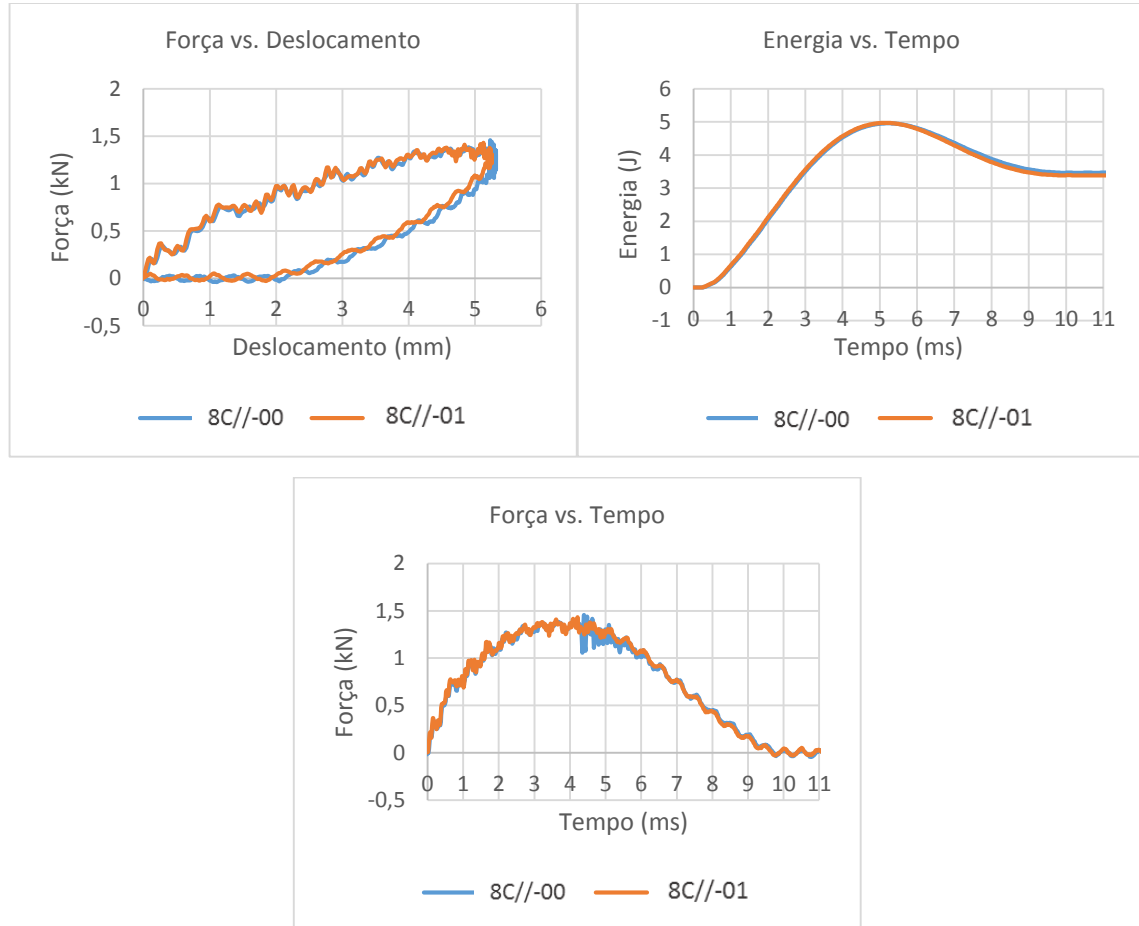 Força vs. Deslocamento
2
1,5
1
0,5
0
-0,5
0 1 2 3 4 5 6
Força (kN)
Deslocamento (mm)
8C//-00 8C//-01
Energia vs. Tempo
6
5
4
3
2
1
0
-1
0 1 2 3 4 5 6 7 8 9 10 11
Energia (J)
Tempo (ms)
8C//-00 8C//-01
Força vs. Tempo
2
1,5
1
0,5
0
-0,5
0 1 2 3 4 5 6 7 8 9 10 11
Força (kN)
Tempo (ms)
8C//-00 8C//-01